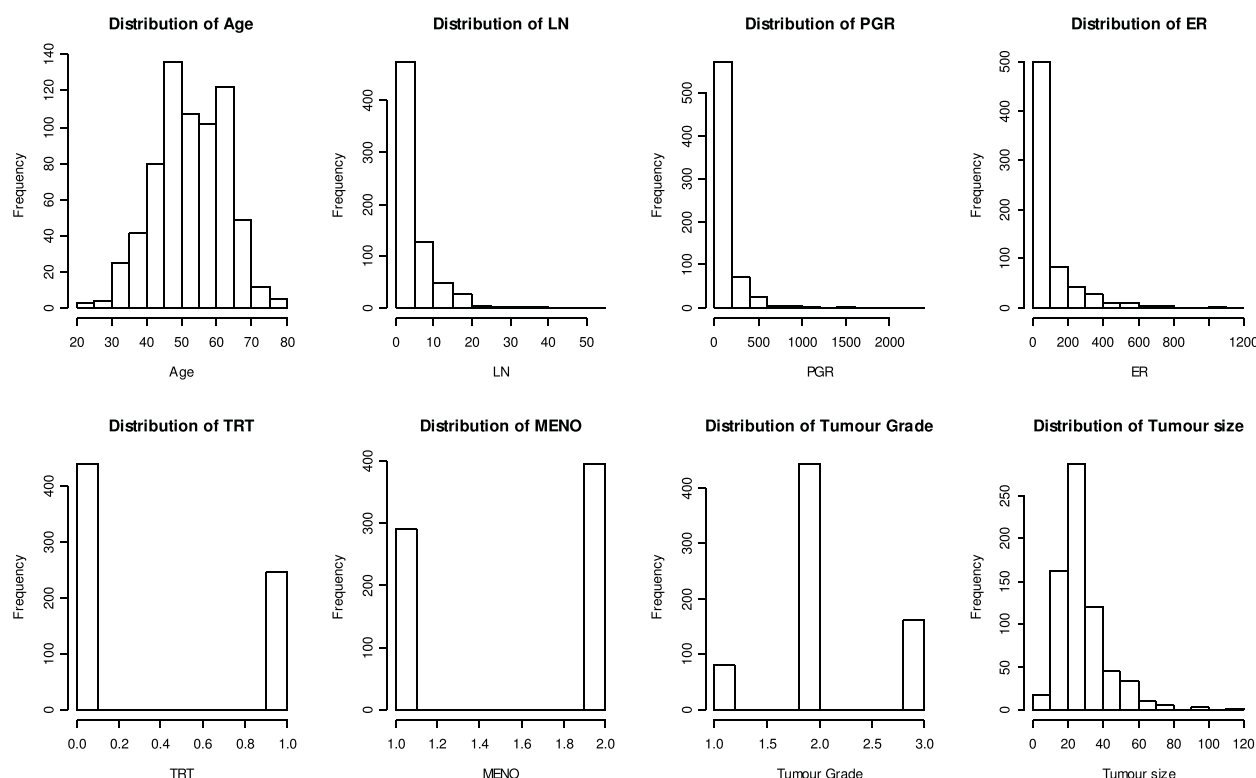 Distribution of Age
Frequency
0 20 40 60 80 100 120 140
20 30 40 50 60 70 80
Age
Distribution of LN
Frequency
0 100 200 300 400
0 10 20 30 40 50
LN
Distribution of PGR
Frequency
0 100 200 300 400 500
0 500 1000 1500 2000
PGR
Distribution of ER
Frequency
0 100 200 300 400 500
0 200 400 600 800 1200
ER
Distribution of TRT
Frequency
0 100 200 300 400
0.0 0.2 0.4 0.6 0.8 1.0
TRT
Distribution of MENO
Frequency
0 100 200 300 400
1.0 1.2 1.4 1.6 1.8 2.0
MENO
Distribution of Tumour Grade
Frequency
0 100 200 300 400
1.0 1.5 2.0 2.5 3.0
Tumour Grade
Distribution of Tumour size
Frequency
0 50 100 150 200 250
0 20 40 60 80 120
Tumour size